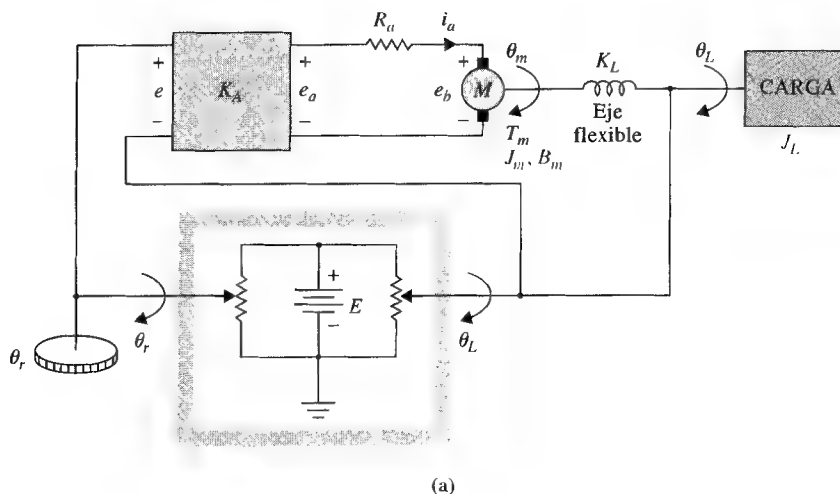 R_a
i_a
+
e
−
K_A
+
e_a
−
+
e_b
−
M
θ_m
T_m
J_m, B_m
K_L
Eje
flexible
θ_L
CARGA
J_L
θ_r
θ_r
+
E
−
θ_L
(a)